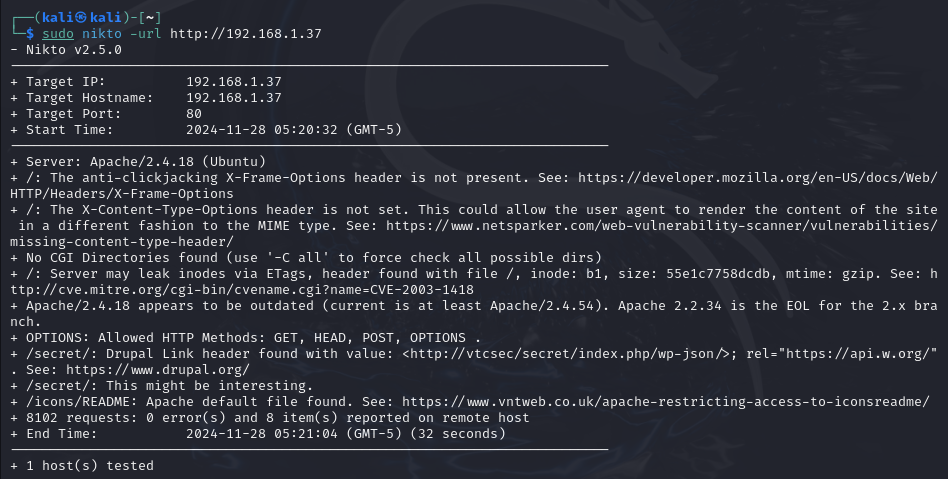 ┌──(kali㉿kali)-[~]
└─$ sudo nikto -url http://192.168.1.37
- Nikto v2.5.0
---------------------------------------------------------------------------
+ Target IP:          192.168.1.37
+ Target Hostname:    192.168.1.37
+ Target Port:        80
+ Start Time:         2024-11-28 05:20:32 (GMT-5)
---------------------------------------------------------------------------
+ Server: Apache/2.4.18 (Ubuntu)
+ /: The anti-clickjacking X-Frame-Options header is not present. See: https://developer.mozilla.org/en-US/docs/Web/
HTTP/Headers/X-Frame-Options
+ /: The X-Content-Type-Options header is not set. This could allow the user agent to render the content of the site
 in a different fashion to the MIME type. See: https://www.netsparker.com/web-vulnerability-scanner/vulnerabilities/
missing-content-type-header/
+ No CGI Directories found (use '-C all' to force check all possible dirs)
+ /: Server may leak inodes via ETags, header found with file /, inode: b1, size: 55e1c7758dcdb, mtime: gzip. See: h
ttp://cve.mitre.org/cgi-bin/cvename.cgi?name=CVE-2003-1418
+ Apache/2.4.18 appears to be outdated (current is at least Apache/2.4.54). Apache 2.2.34 is the EOL for the 2.x bra
nch.
+ OPTIONS: Allowed HTTP Methods: GET, HEAD, POST, OPTIONS .
+ /secret/: Drupal Link header found with value: <http://vtcsec/secret/index.php/wp-json/>; rel="https://api.w.org/"
. See: https://www.drupal.org/
+ /secret/: This might be interesting.
+ /icons/README: Apache default file found. See: https://www.vntweb.co.uk/apache-restricting-access-to-iconsreadme/
+ 8102 requests: 0 error(s) and 8 item(s) reported on remote host
+ End Time:           2024-11-28 05:21:04 (GMT-5) (32 seconds)
---------------------------------------------------------------------------
+ 1 host(s) tested